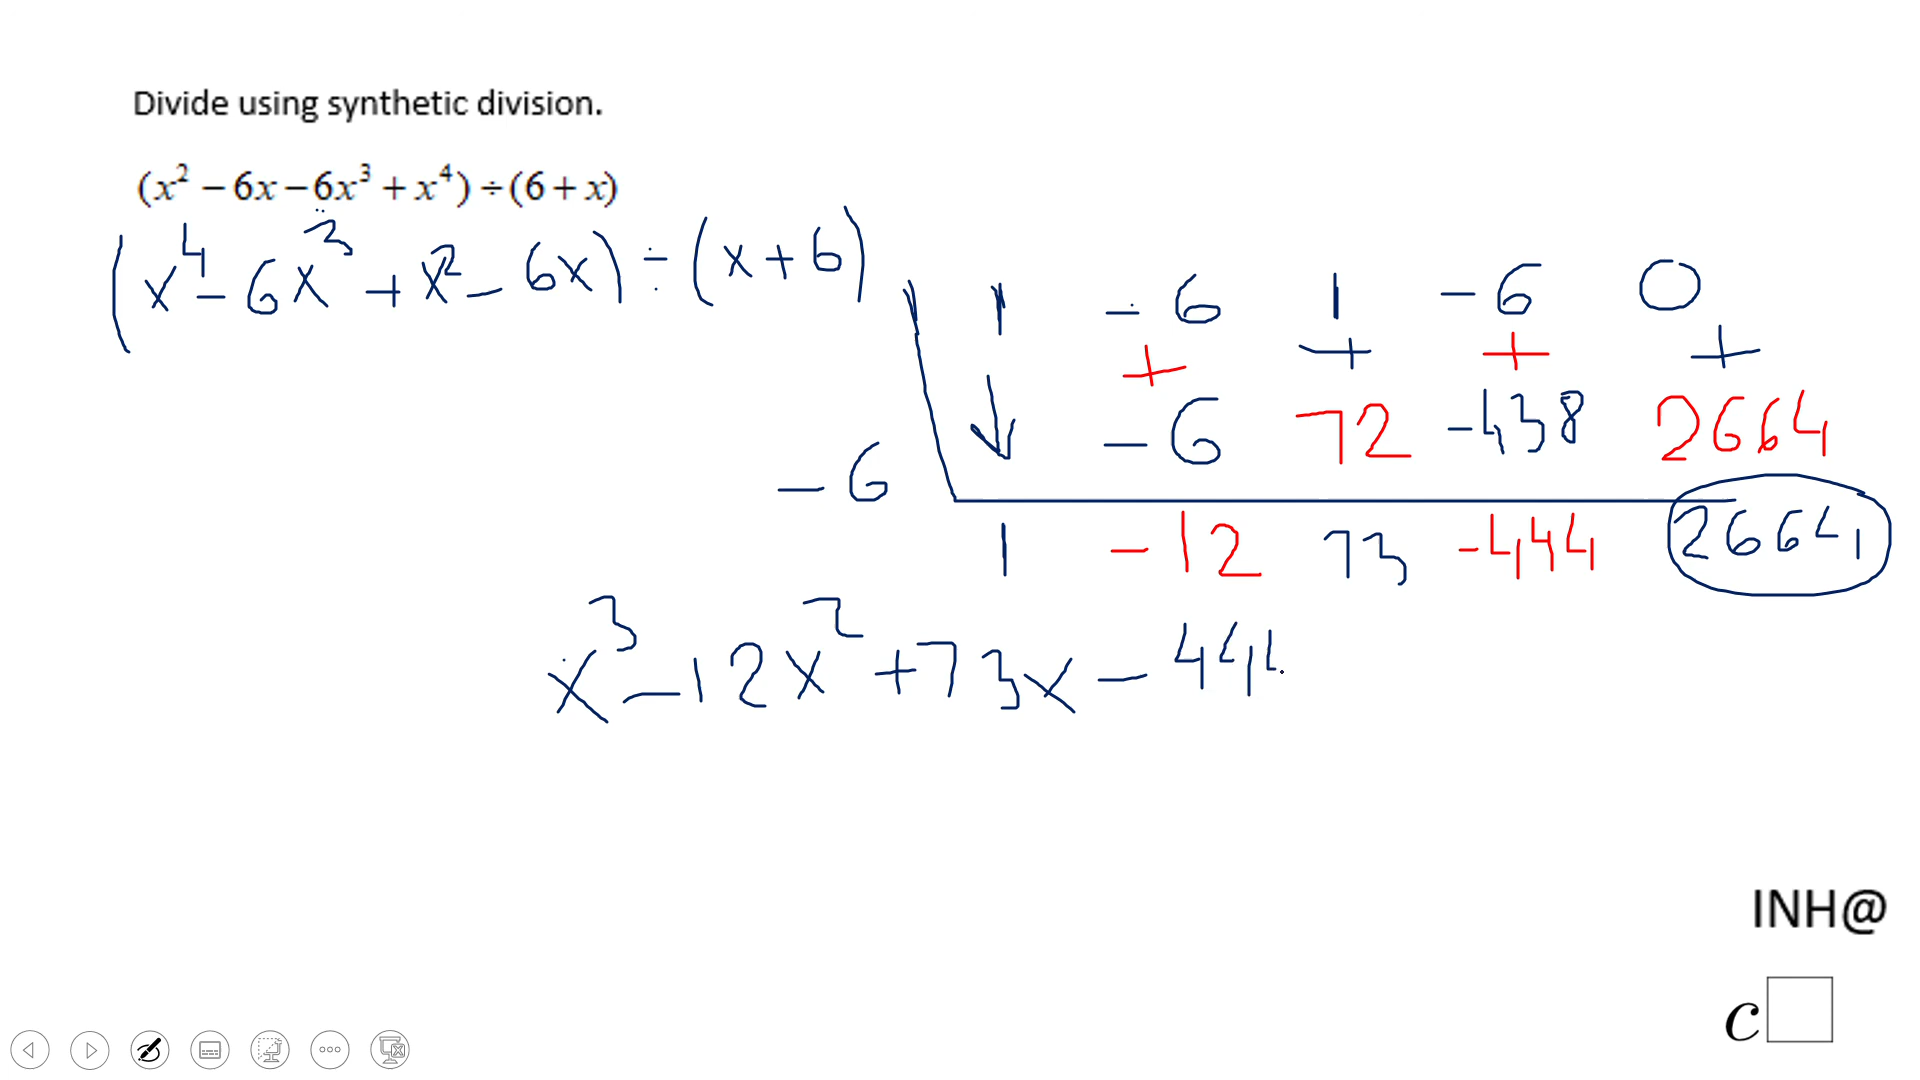 Divide using synthetic division.
(x² − 6x − 6x³ + x⁴) ÷ (6 + x)
(x⁴ − 6x³ + x² − 6x) ÷ (x + 6)
1 −6 1 −6 0
+ + + +
−6 72 −438 2664
−6
1 −12 73 −444 2664
x³ − 12x² + 73x − 444
INH@
c